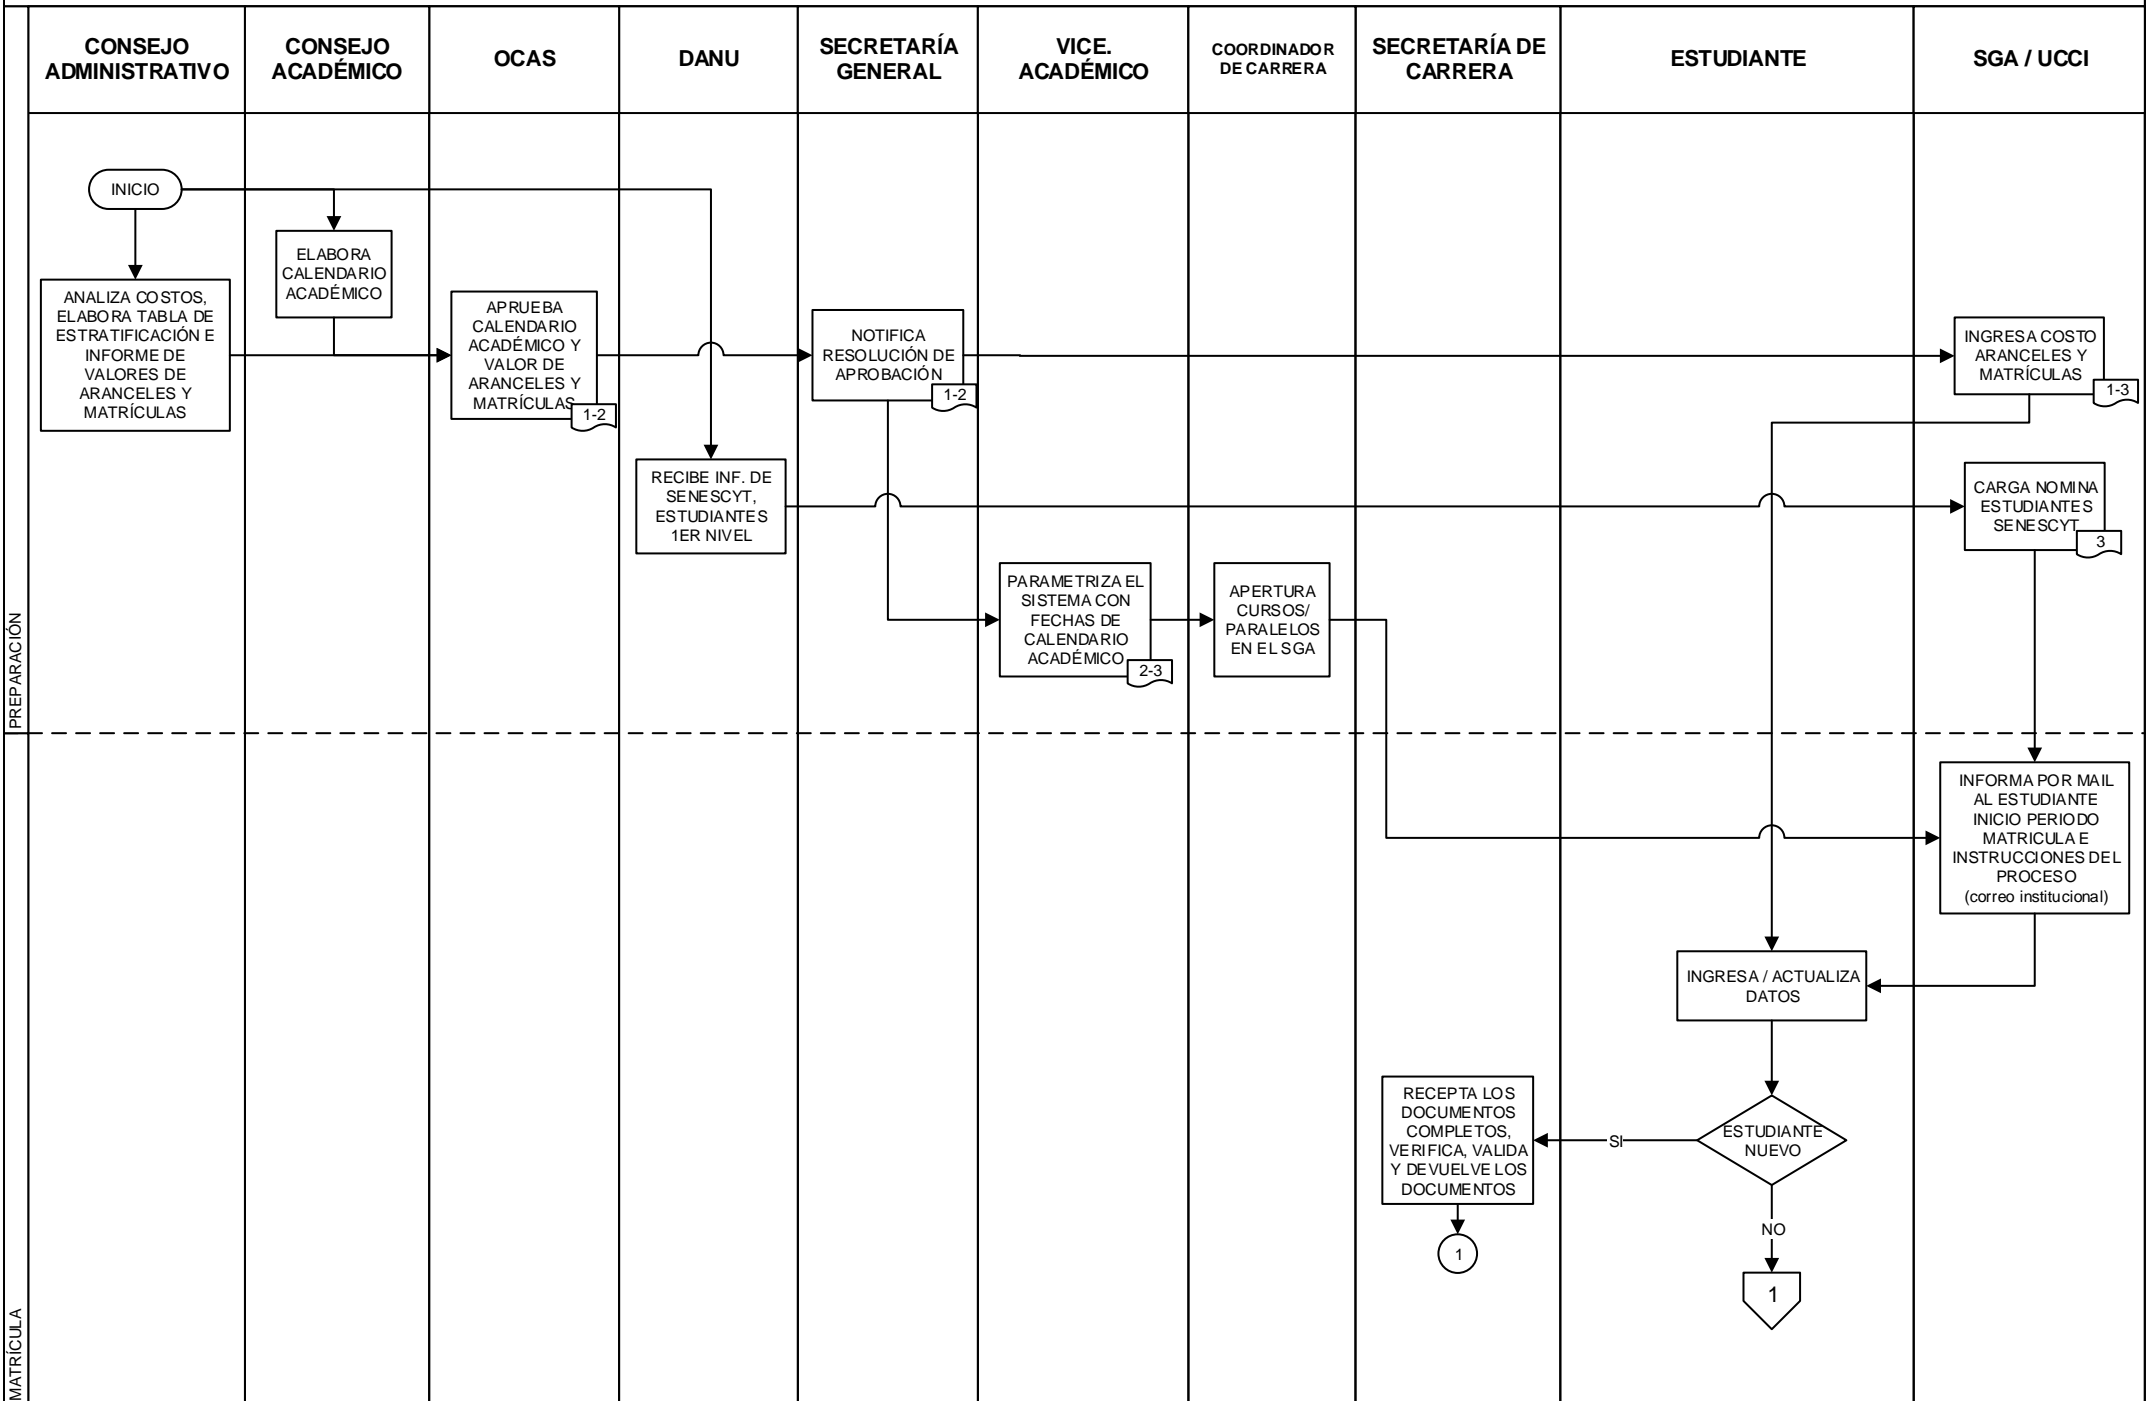 CONSEJO
ADMINISTRATIVO
CONSEJO
ACADÉMICO
OCAS
DANU
SECRETARÍA
GENERAL
VICE.
ACADÉMICO
COORDINADOR
DE CARRERA
SECRETARÍA DE
CARRERA
ESTUDIANTE
SGA / UCCI
PREPARACIÓN
INICIO
ELABORA
CALENDARIO
ACADÉMICO
ANALIZA COSTOS,
ELABORA TABLA DE
ESTRATIFICACIÓN E
INFORME DE
VALORES DE
ARANCELES Y
MATRÍCULAS
APRUEBA
CALENDARIO
ACADÉMICO Y
VALOR DE
ARANCELES Y
MATRÍCULAS
1-2
NOTIFICA
RESOLUCIÓN DE
APROBACIÓN
1-2
INGRESA COSTO
ARANCELES Y
MATRÍCULAS
1-3
RECIBE INF. DE
SENESCYT,
ESTUDIANTES
1ER NIVEL
CARGA NOMINA
ESTUDIANTES
SENESCYT
3
PARAMETRIZA EL
SISTEMA CON
FECHAS DE
CALENDARIO
ACADÉMICO
2-3
APERTURA
CURSOS/
PARALELOS
EN EL SGA
MATRÍCULA
INFORMA POR MAIL
AL ESTUDIANTE
INICIO PERIODO
MATRICULA E
INSTRUCCIONES DEL
PROCESO
(correo institucional)
INGRESA / ACTUALIZA
DATOS
RECEPTA LOS
DOCUMENTOS
COMPLETOS,
VERIFICA, VALIDA
Y DEVUELVE LOS
DOCUMENTOS
SI
ESTUDIANTE
NUEVO
NO
1
1